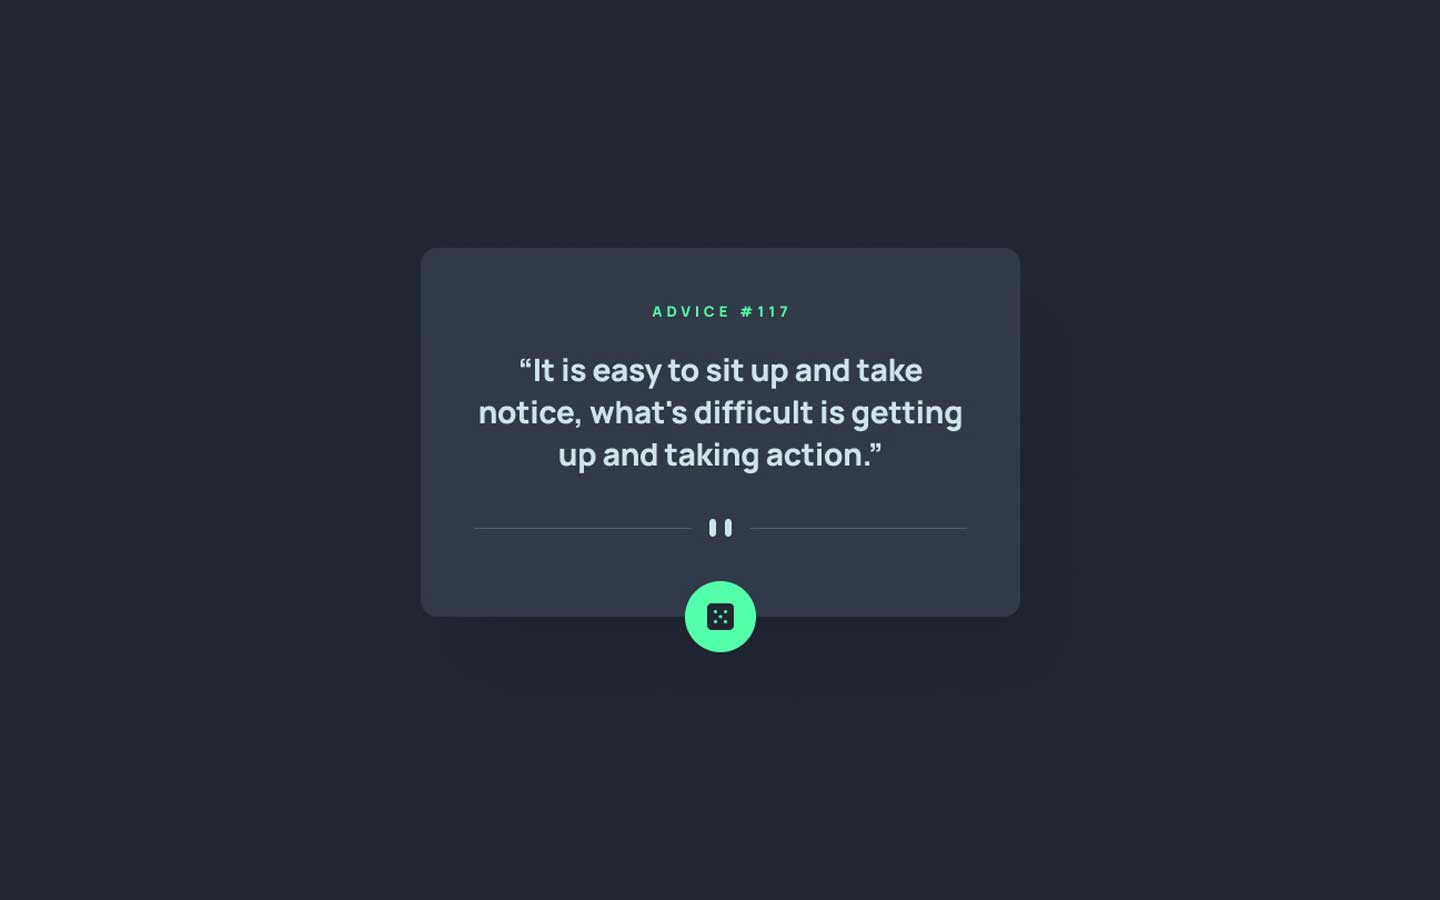 ADVICE #117
“It is easy to sit up and take
notice, what's difficult is getting
up and taking action.”